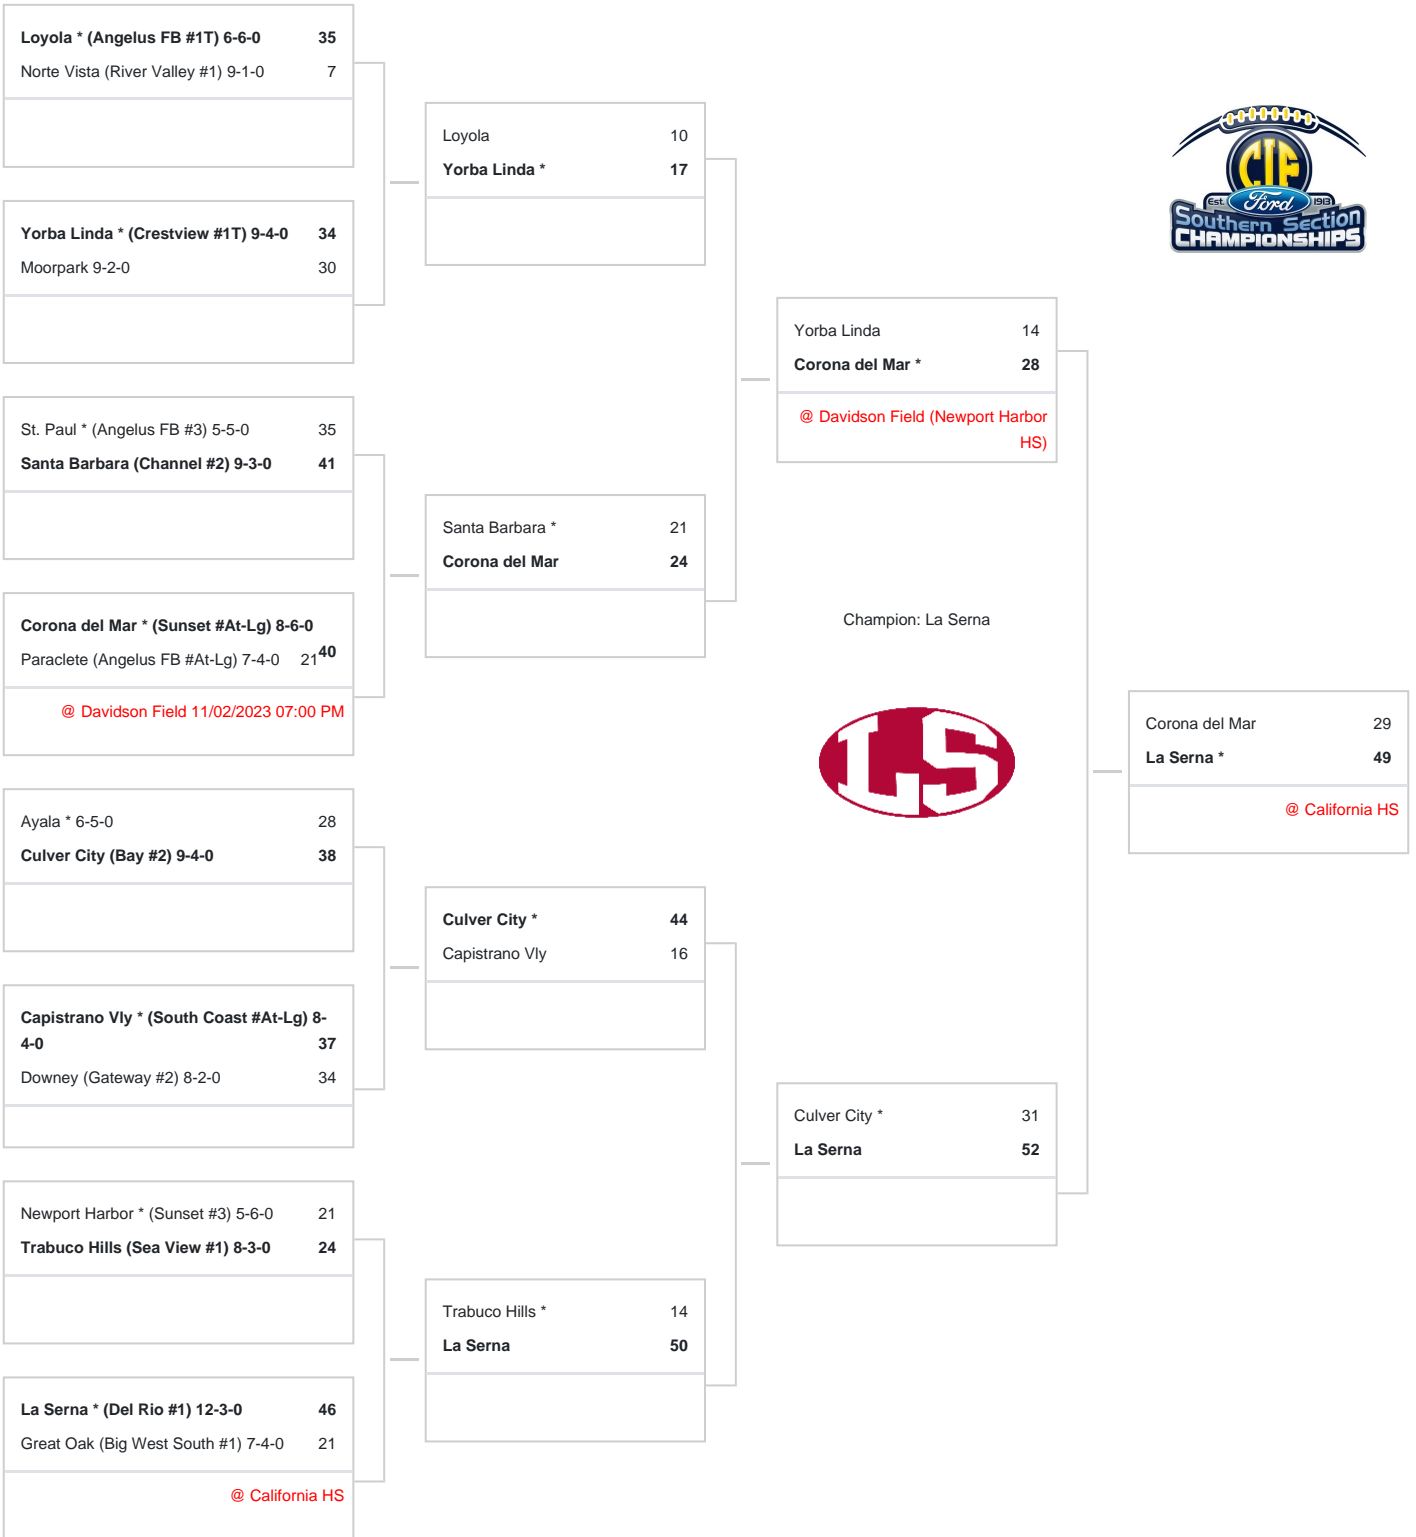 Loyola * (Angelus FB #1T) 6-6-0 35
Norte Vista (River Valley #1) 9-1-0 7
Yorba Linda * (Crestview #1T) 9-4-0 34
Moorpark 9-2-0 30
St. Paul * (Angelus FB #3) 5-5-0 35
Santa Barbara (Channel #2) 9-3-0 41
Corona del Mar * (Sunset #At-Lg) 8-6-0
40
Paraclete (Angelus FB #At-Lg) 7-4-0 21
@ Davidson Field 11/02/2023 07:00 PM
Ayala * 6-5-0 28
Culver City (Bay #2) 9-4-0 38
Capistrano Vly * (South Coast #At-Lg) 8-
4-0 37
Downey (Gateway #2) 8-2-0 34
Newport Harbor * (Sunset #3) 5-6-0 21
Trabuco Hills (Sea View #1) 8-3-0 24
La Serna * (Del Rio #1) 12-3-0 46
Great Oak (Big West South #1) 7-4-0 21
@ California HS
Loyola 10
Yorba Linda * 17
Santa Barbara * 21
Corona del Mar 24
Culver City * 44
Capistrano Vly 16
Trabuco Hills * 14
La Serna 50
Yorba Linda 14
Corona del Mar * 28
@ Davidson Field (Newport Harbor
HS)
Champion: La Serna
LS
Culver City * 31
La Serna 52
CIF
Est. Ford 1913
Southern Section
CHAMPIONSHIPS
Corona del Mar 29
La Serna * 49
@ California HS